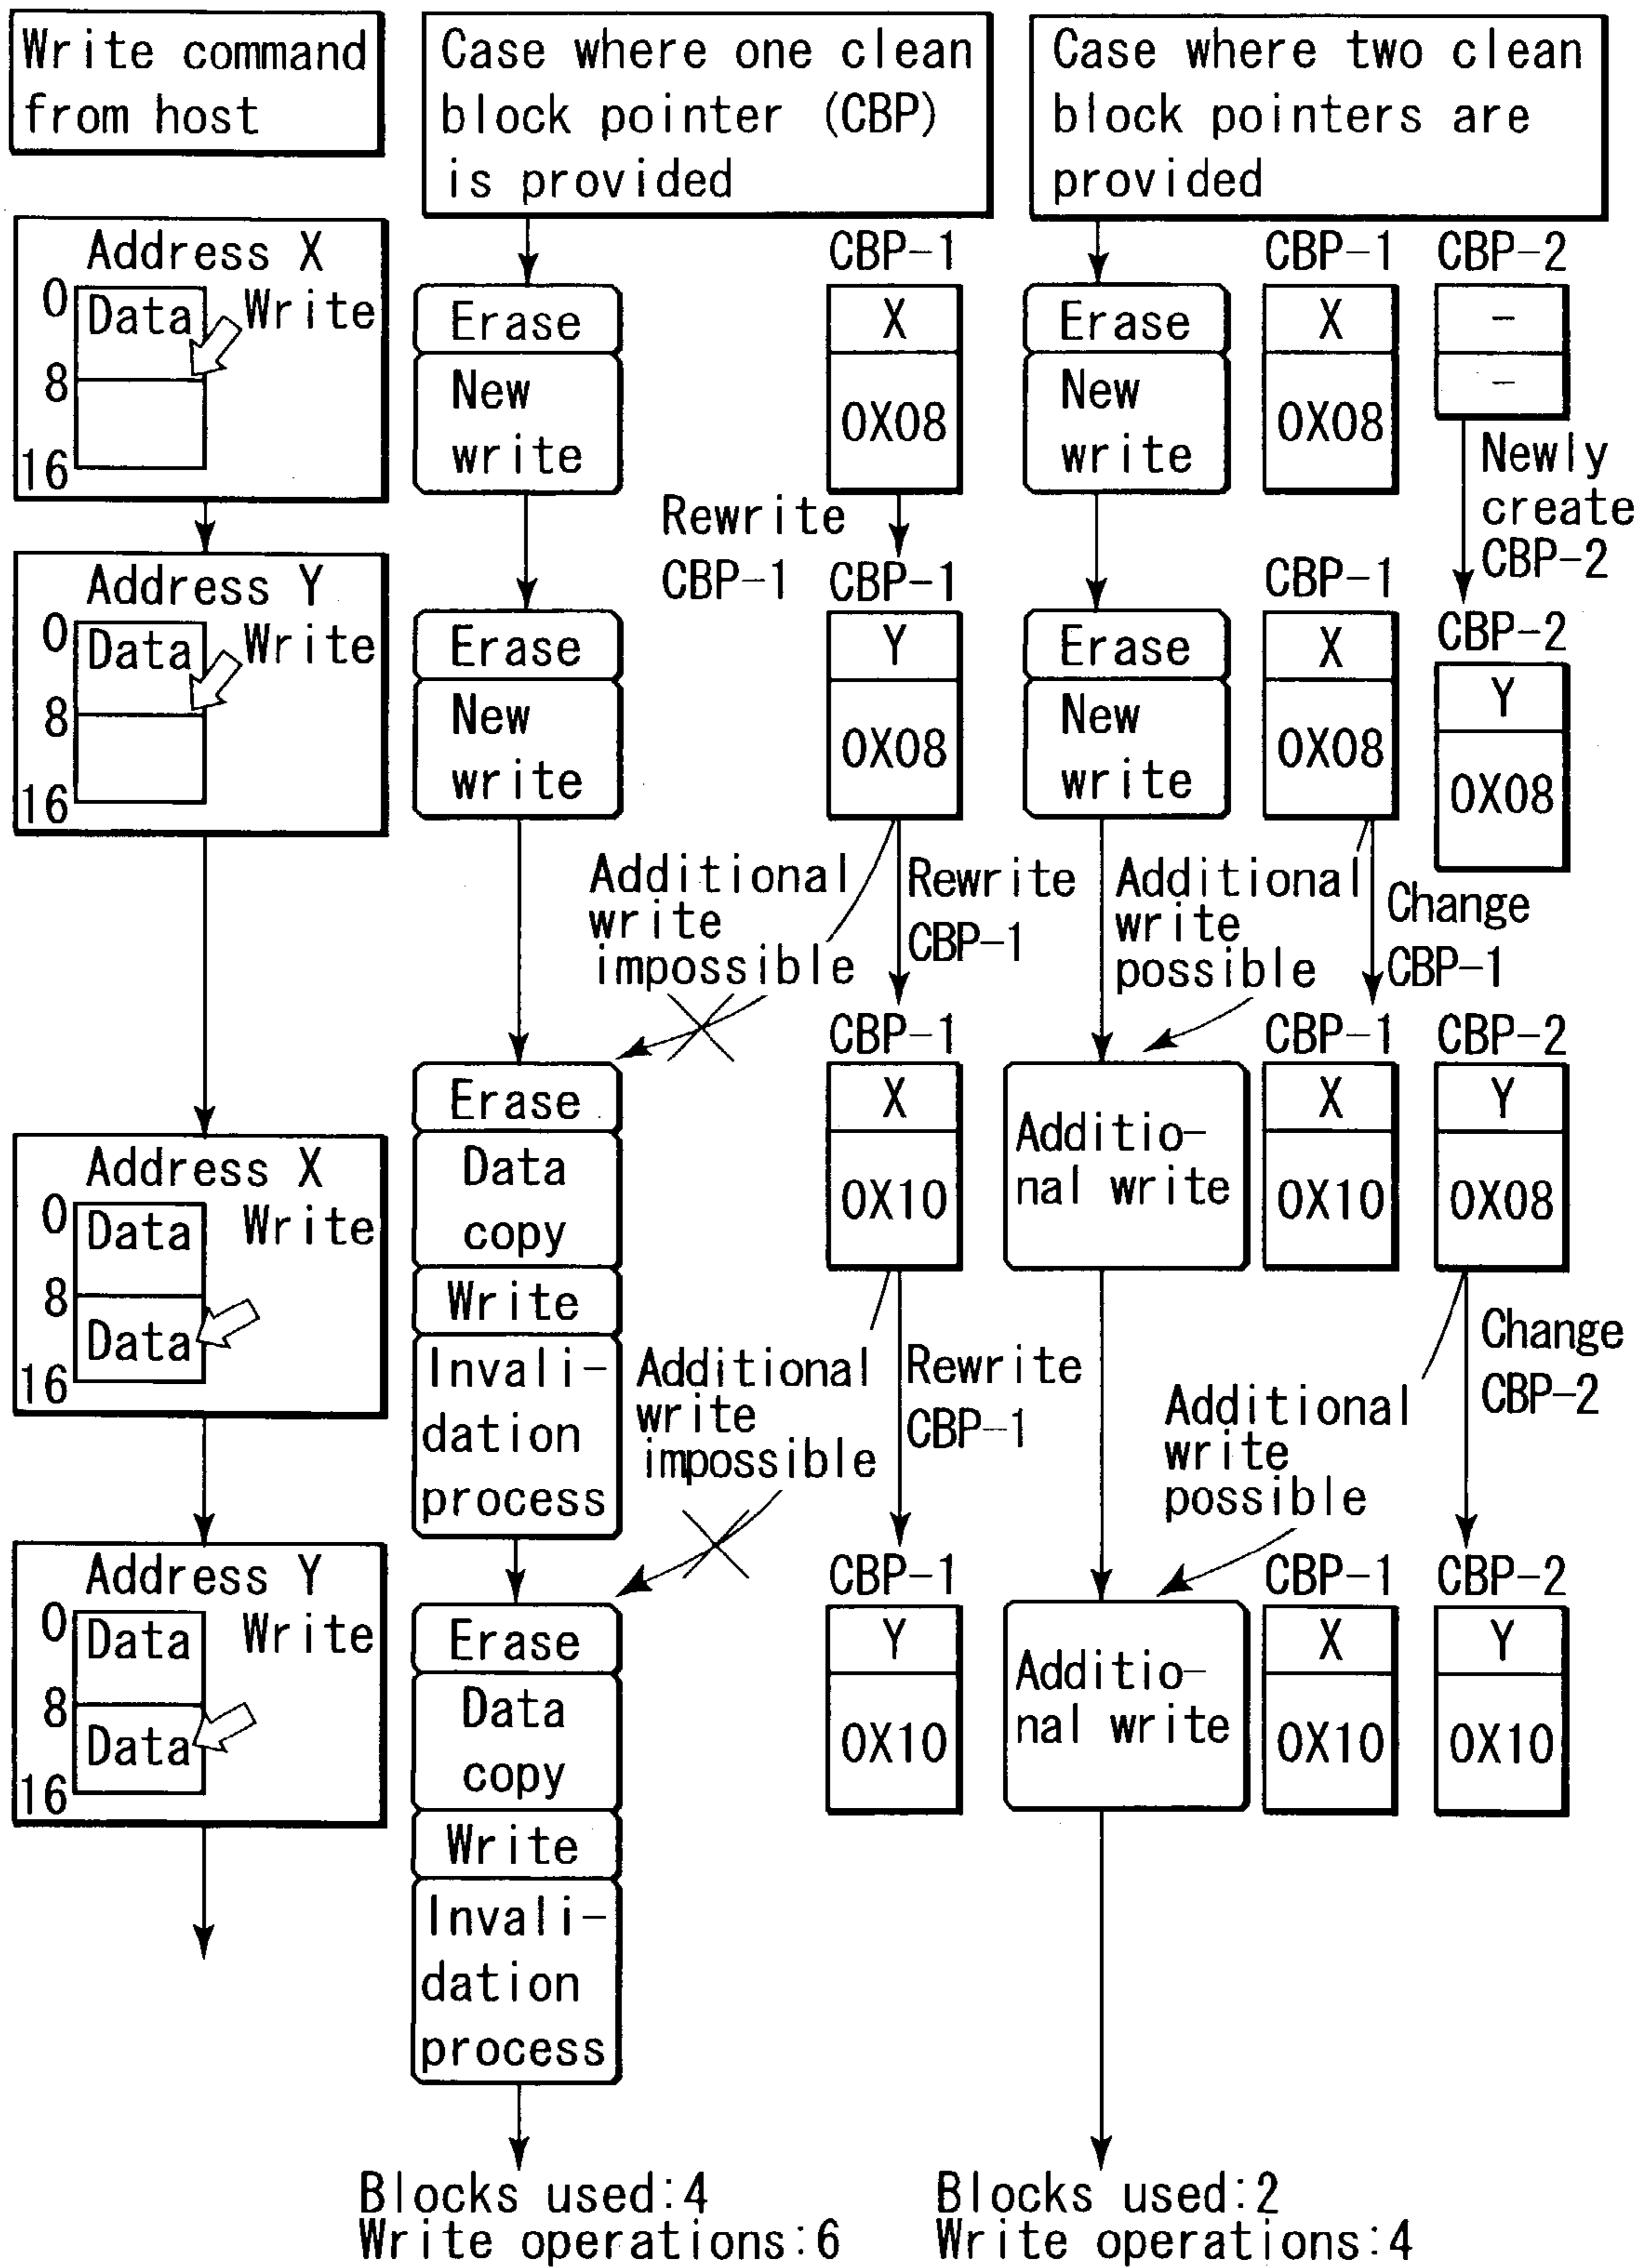 Write command
from host
Case where one clean
block pointer (CBP)
is provided
Case where two clean
block pointers are
provided
Address X
0
Data
Write
8
16
Erase
New
write
CBP-1
X
0X08
Erase
New
write
CBP-1
X
0X08
CBP-2
-
-
Newly
create
CBP-2
Rewrite
CBP-1
Address Y
0
Data
Write
8
16
Erase
New
write
CBP-1
Y
0X08
Erase
New
write
CBP-1
X
0X08
CBP-2
Y
0X08
Additional
write
impossible
Rewrite
CBP-1
Additional
write
possible
Change
CBP-1
Address X
0
Data
Write
8
Data
16
Erase
Data
copy
Write
Invali-
dation
process
CBP-1
X
0X10
Additio-
nal write
CBP-1
X
0X10
CBP-2
Y
0X08
Additional
write
impossible
Rewrite
CBP-1
Additional
write
possible
Change
CBP-2
Address Y
0
Data
Write
8
Data
16
Erase
Data
copy
Write
Invali-
dation
process
CBP-1
Y
0X10
Additio-
nal write
CBP-1
X
0X10
CBP-2
Y
0X10
Blocks used:4
Write operations:6
Blocks used:2
Write operations:4